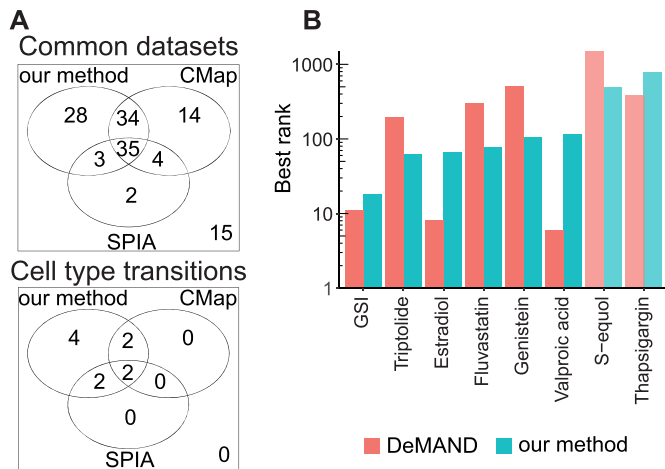 A
Common datasets
our method CMap
28 34 14
35
3 4
2
15
SPIA
Cell type transitions
our method CMap
4 2 0
2
2 0
0
0
SPIA
B
Best rank
1000
100
10
1
GSI
Triptolide
Estradiol
Fluvastatin
Genistein
Valproic acid
S-equol
Thapsigargin
DeMAND
our method